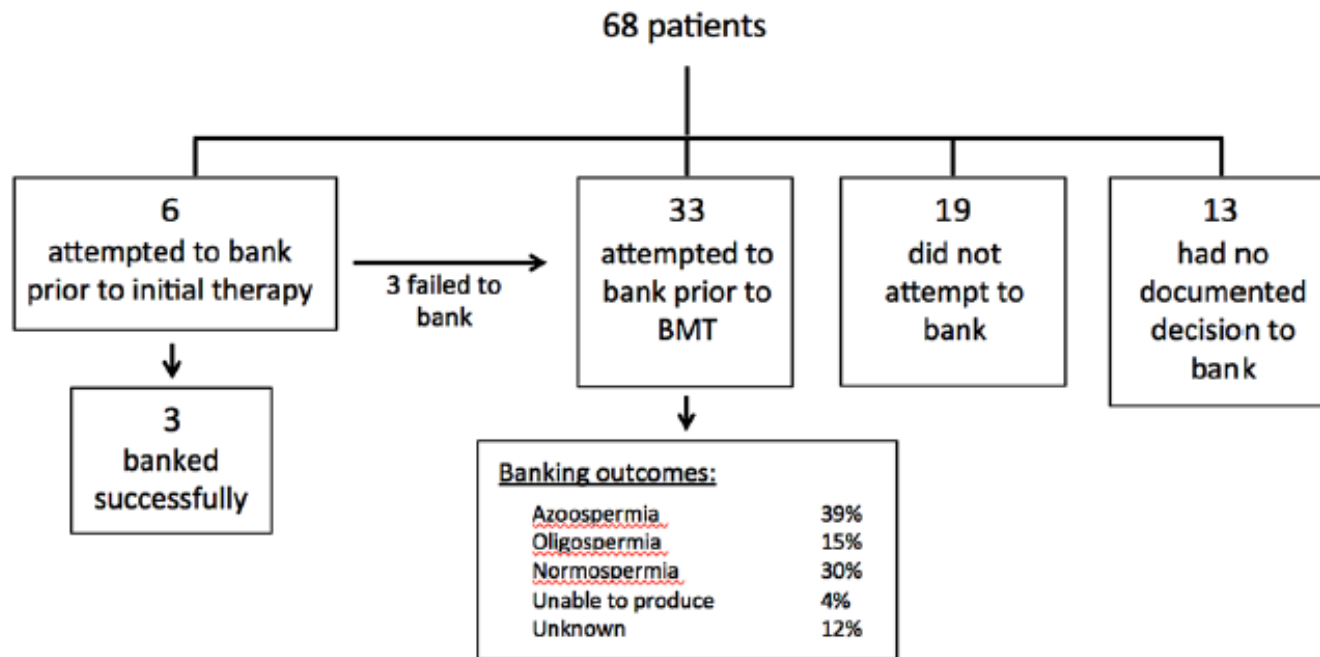 68 patients
6
attempted to bank
prior to initial therapy
3 failed to
bank
33
attempted to
bank prior to
BMT
19
did not
attempt to
bank
13
had no
documented
decision to
bank
3
banked
successfully
Banking outcomes:
Azoospermia 39%
Oligospermia 15%
Normospermia 30%
Unable to produce 4%
Unknown 12%